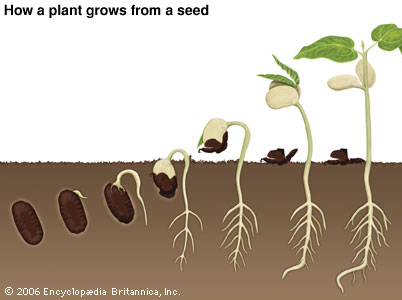 How a plant grows from a seed
© 2006 Encyclopædia Britannica, Inc.